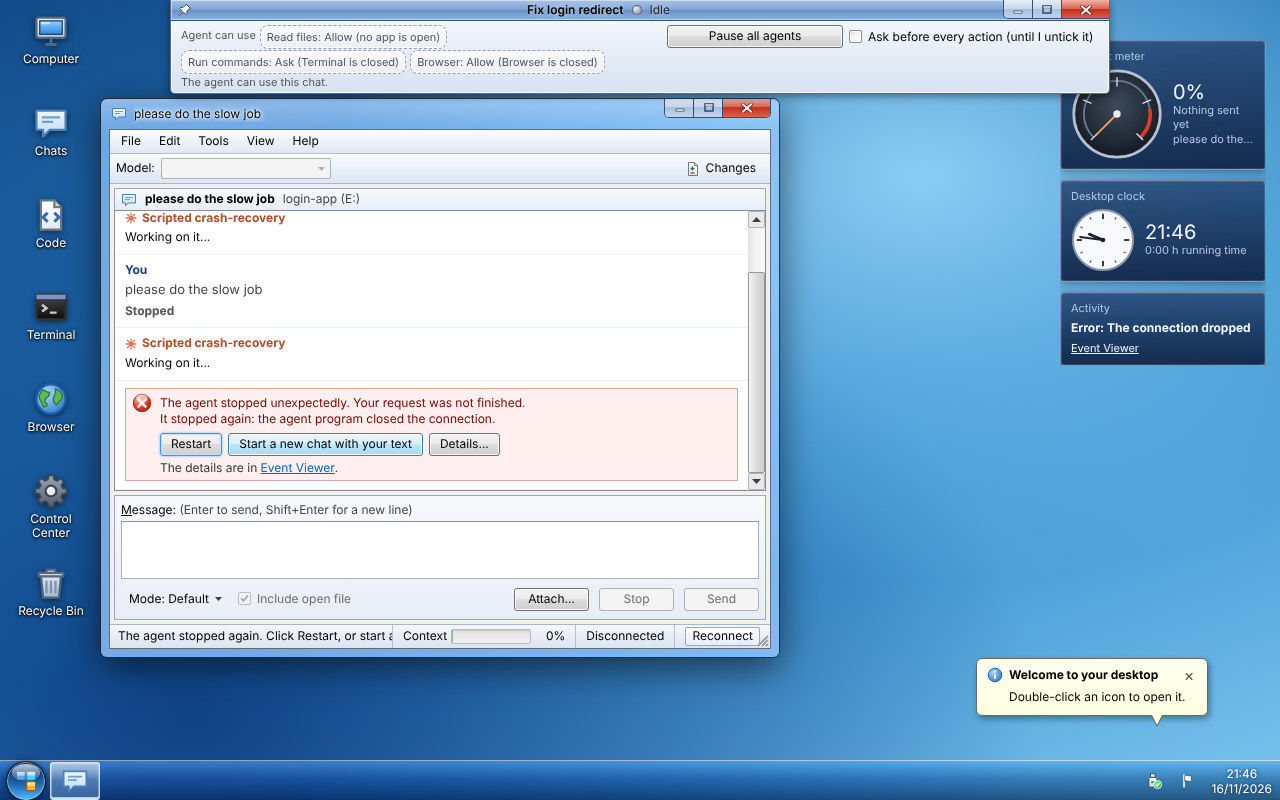 Computer
Chats
Code
Terminal
Browser
Control
Center
Recycle Bin
Fix login redirect
Idle
Agent can use
Read files: Allow (no app is open)
Pause all agents
Ask before every action (until I untick it)
Run commands: Ask (Terminal is closed)
Browser: Allow (Browser is closed)
The agent can use this chat.
please do the slow job
File
Edit
Tools
View
Help
Model:
Changes
please do the slow job
login-app (E:)
Scripted crash-recovery
Working on it...
You
please do the slow job
Stopped
Scripted crash-recovery
Working on it...
The agent stopped unexpectedly. Your request was not finished.
It stopped again: the agent program closed the connection.
Restart
Start a new chat with your text
Details...
The details are in Event Viewer.
Message: (Enter to send, Shift+Enter for a new line)
Mode: Default
Include open file
Attach...
Stop
Send
The agent stopped again. Click Restart, or start
Context
0%
Disconnected
Reconnect
meter
0%
Nothing sent
yet
please do the...
Desktop clock
21:46
0:00 h running time
Activity
Error: The connection dropped
Event Viewer
Welcome to your desktop
Double-click an icon to open it.
21:46
16/11/2026